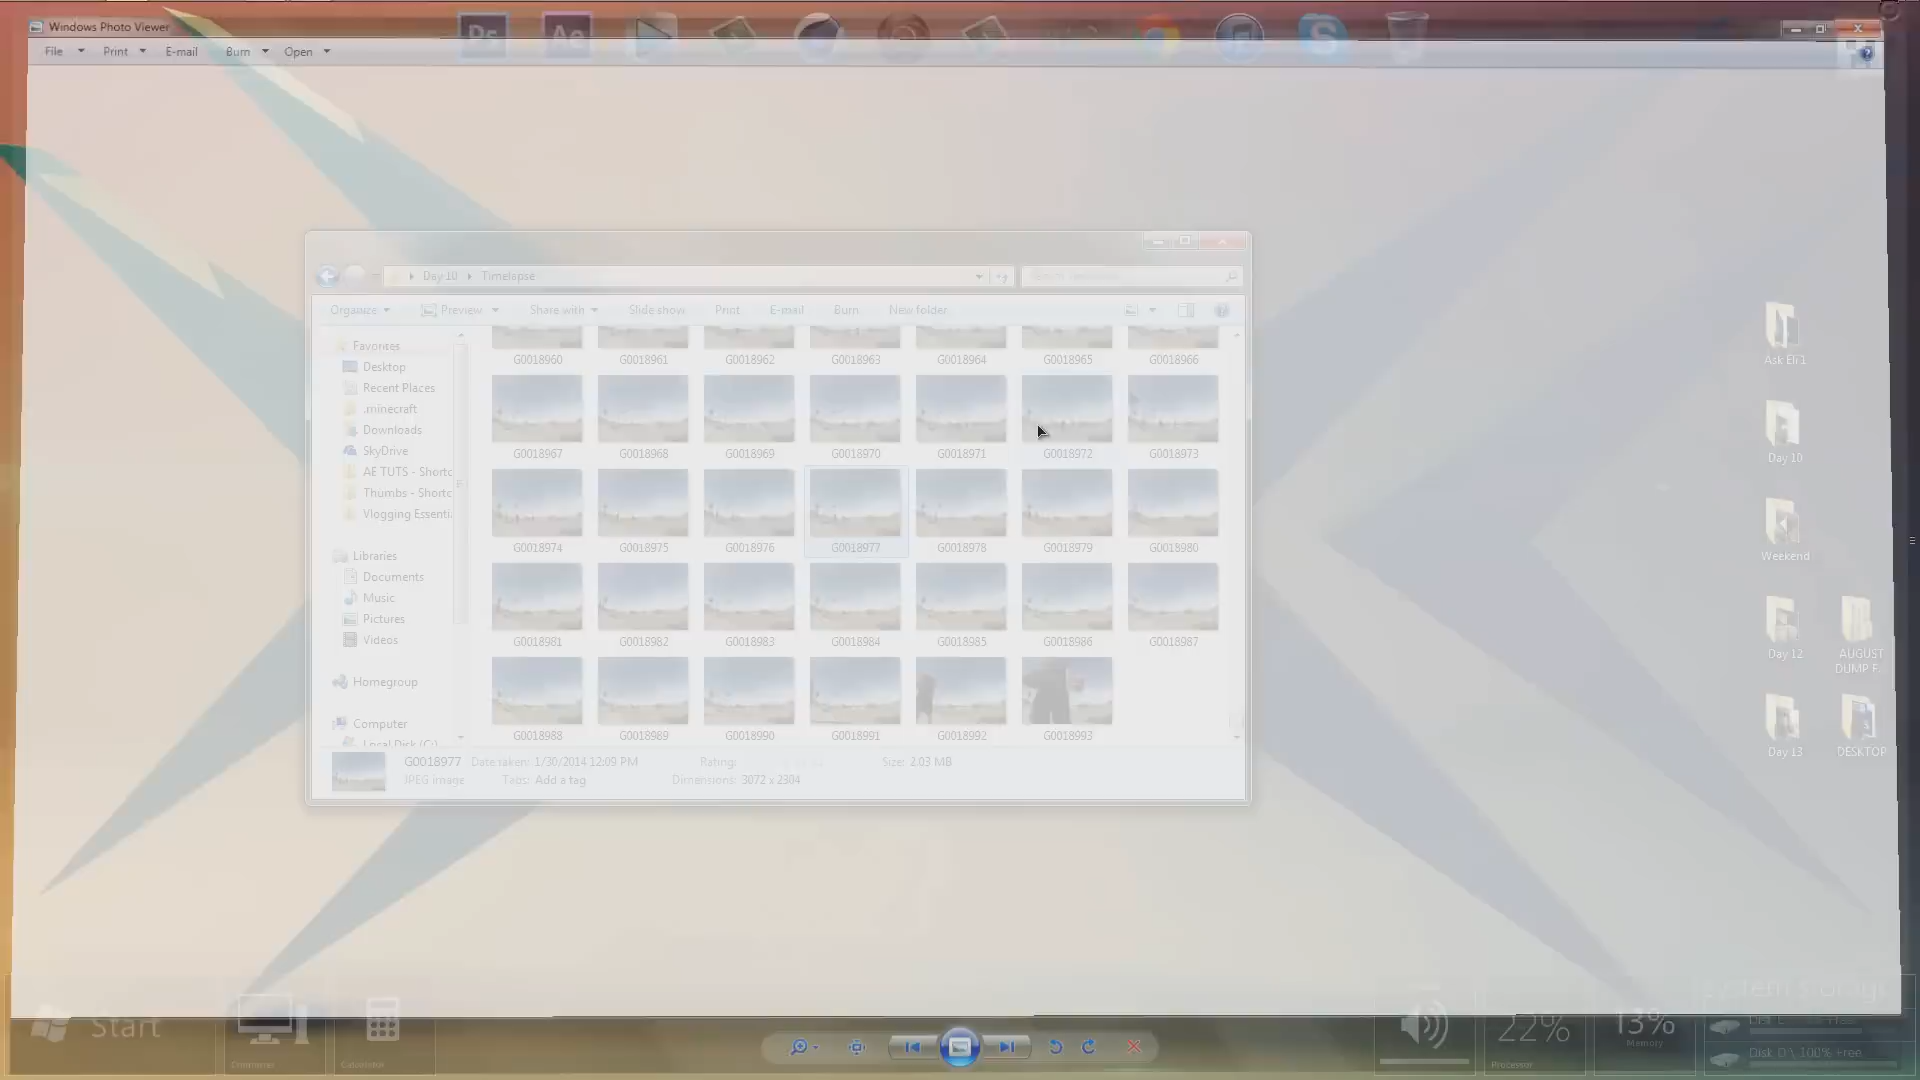 Windows Photo Viewer
File Print E-mail Burn Open
Ps Ae
Day 10 Timelapse
Organize Preview Share with Slide show Print E-mail Burn New folder
Favorites
Desktop
Recent Places
.minecraft
Downloads
SkyDrive
AE TUTS - Shortc
Thumbs - Shortc
Vlogging Essenti
Libraries
Documents
Music
Pictures
Videos
Homegroup
Computer
Local Disk (C:)
G0018960 G0018961 G0018962 G0018963 G0018964 G0018965 G0018966
G0018967 G0018968 G0018969 G0018970 G0018971 G0018972 G0018973
G0018974 G0018975 G0018976 G0018977 G0018978 G0018979 G0018980
G0018981 G0018982 G0018983 G0018984 G0018985 G0018986 G0018987
G0018988 G0018989 G0018990 G0018991 G0018992 G0018993
G0018977 Date taken: 1/30/2014 12:09 PM Rating: Size: 2.03 MB
JPEG image Tags: Add a tag Dimensions: 3072 x 2304
Ask Eli 1
Day 10
Weekend
Day 12
AUGUST
DUMP F...
Day 13
DESKTOP
Start
Computer
Calculator
22%
Processor
13%
Memory
Disk D:\ 100% Free